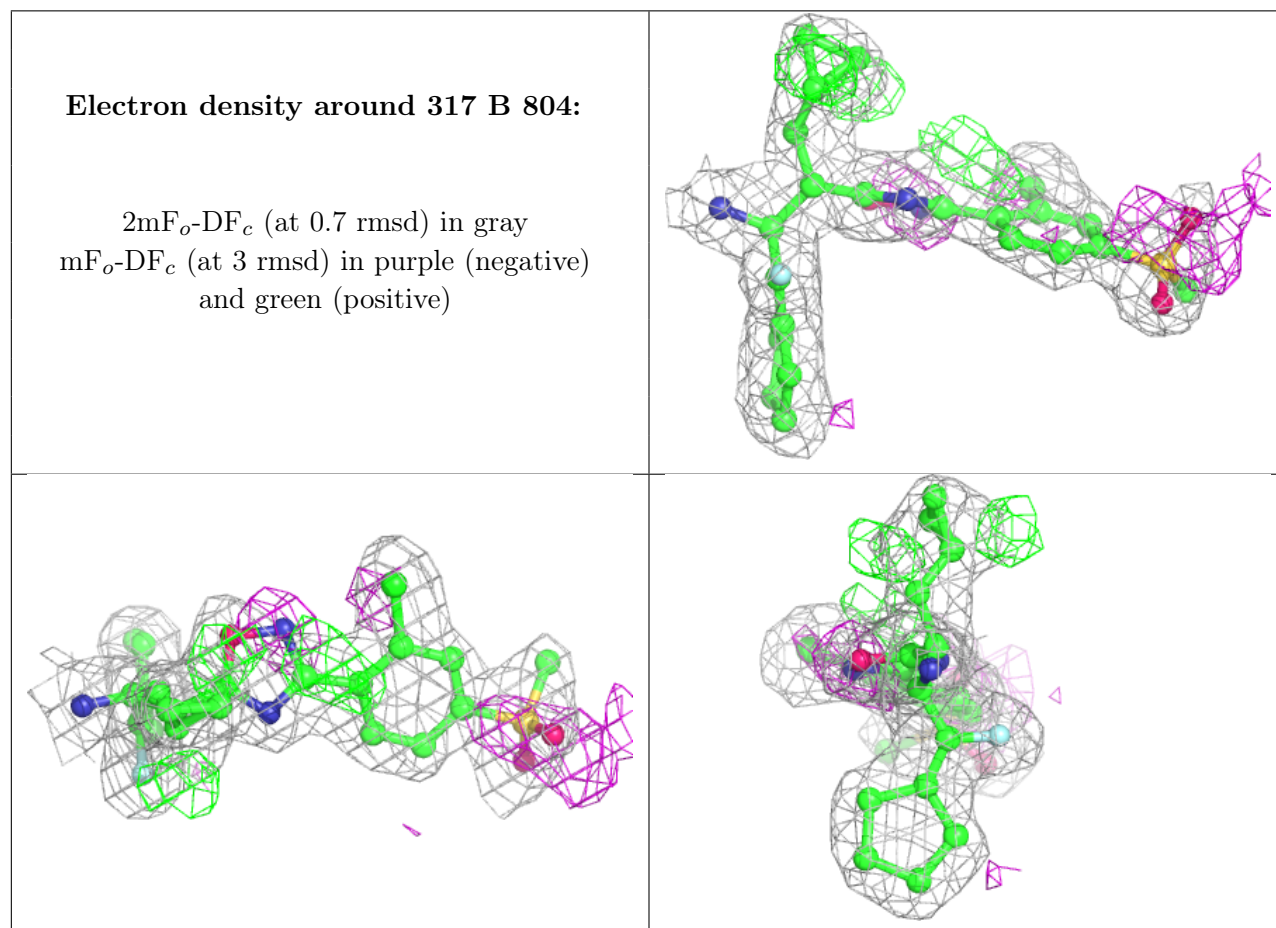 Electron density around 317 B 804:
2mFo-DFc (at 0.7 rmsd) in gray
mFo-DFc (at 3 rmsd) in purple (negative)
and green (positive)